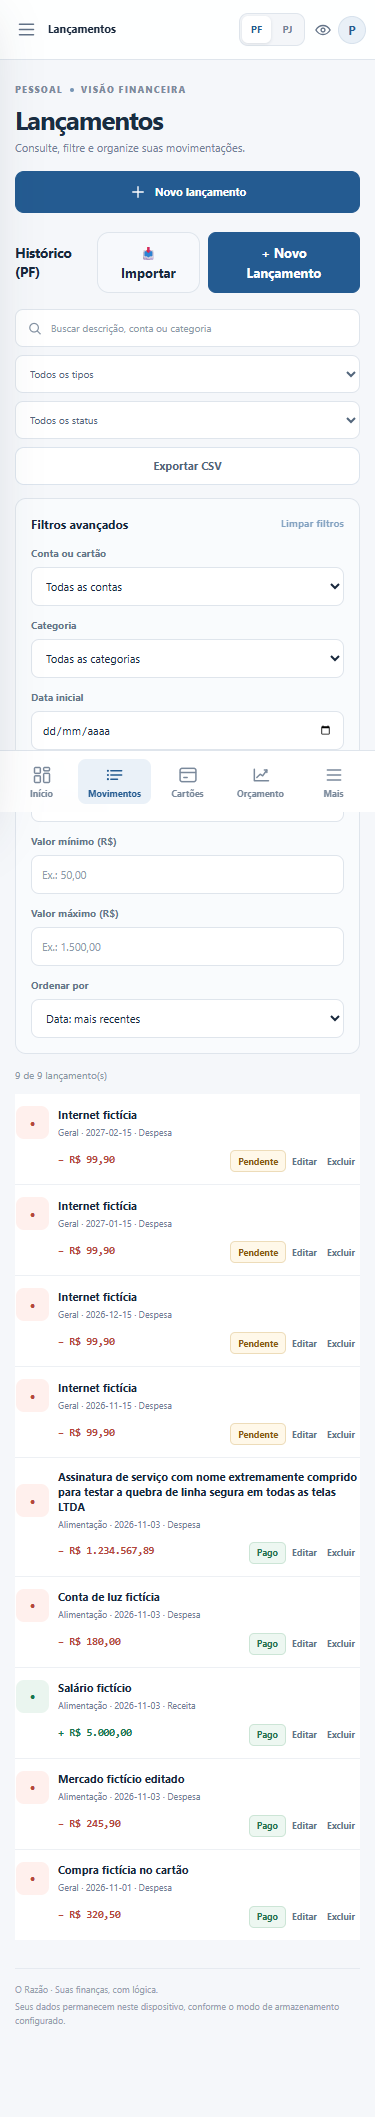 Lançamentos
PF
PJ
P
PESSOAL • VISÃO FINANCEIRA
Lançamentos
Consulte, filtre e organize suas movimentações.
+ Novo lançamento
Histórico
(PF)
Importar
+ Novo
Lançamento
Buscar descrição, conta ou categoria
Todos os tipos
Todos os status
Exportar CSV
Filtros avançados
Limpar filtros
Conta ou cartão
Todas as contas
Categoria
Todas as categorias
Data inicial
dd/mm/aaaa
Início
Movimentos
Cartões
Orçamento
Mais
Valor mínimo (R$)
Ex.: 50,00
Valor máximo (R$)
Ex.: 1.500,00
Ordenar por
Data: mais recentes
9 de 9 lançamento(s)
Internet fictícia
Geral · 2027-02-15 · Despesa
– R$ 99,90
Pendente
Editar
Excluir
Internet fictícia
Geral · 2027-01-15 · Despesa
– R$ 99,90
Pendente
Editar
Excluir
Internet fictícia
Geral · 2026-12-15 · Despesa
– R$ 99,90
Pendente
Editar
Excluir
Internet fictícia
Geral · 2026-11-15 · Despesa
– R$ 99,90
Pendente
Editar
Excluir
Assinatura de serviço com nome extremamente comprido
para testar a quebra de linha segura em todas as telas
LTDA
Alimentação · 2026-11-03 · Despesa
– R$ 1.234.567,89
Pago
Editar
Excluir
Conta de luz fictícia
Alimentação · 2026-11-03 · Despesa
– R$ 180,00
Pago
Editar
Excluir
Salário fictício
Alimentação · 2026-11-03 · Receita
+ R$ 5.000,00
Pago
Editar
Excluir
Mercado fictício editado
Alimentação · 2026-11-03 · Despesa
– R$ 245,90
Pago
Editar
Excluir
Compra fictícia no cartão
Geral · 2026-11-01 · Despesa
– R$ 320,50
Pago
Editar
Excluir
O Razão · Suas finanças, com lógica.
Seus dados permanecem neste dispositivo, conforme o modo de armazenamento
configurado.